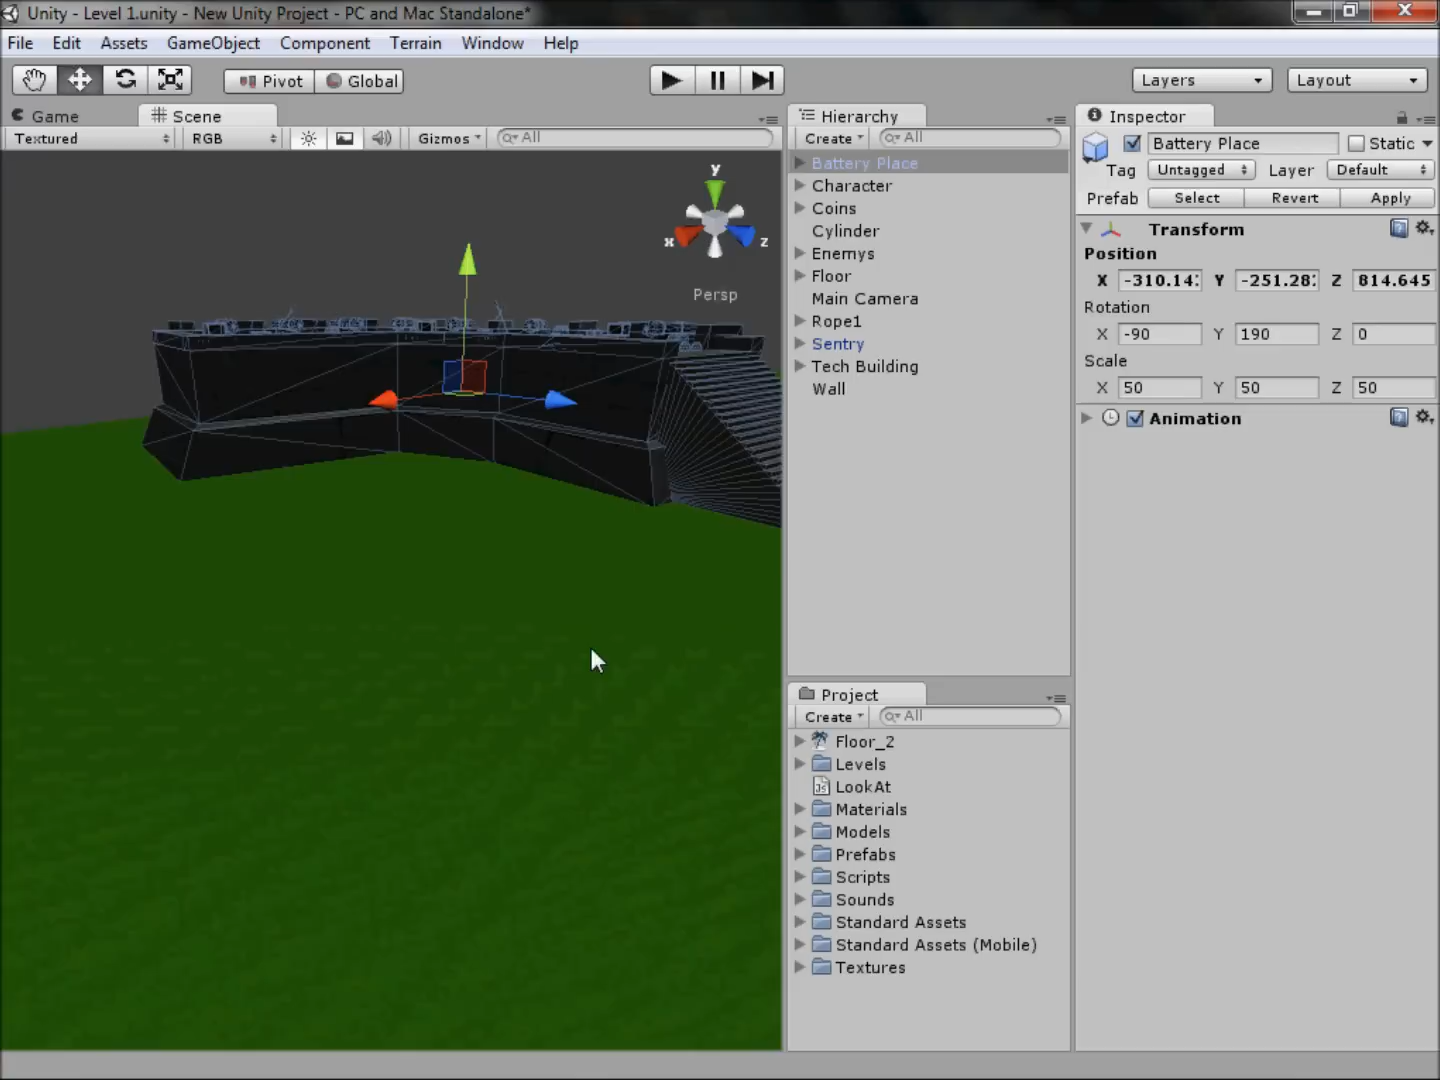 Unity - Level 1.unity - New Unity Project - PC and Mac Standalone*
File Edit Assets GameObject Component Terrain Window Help
Pivot Global Layers Layout
Game Scene
Textured RGB Gizmos All
y
x z
Persp
Hierarchy
Create All
Battery Place
Character
Coins
Cylinder
Enemys
Floor
Main Camera
Rope1
Sentry
Tech Building
Wall
Project
Create All
Floor_2
Levels
LookAt
Materials
Models
Prefabs
Scripts
Sounds
Standard Assets
Standard Assets (Mobile)
Textures
Inspector
Battery Place Static
Tag Untagged Layer Default
Prefab Select Revert Apply
Transform
Position
X -310.14 Y -251.28 Z 814.645
Rotation
X -90 Y 190 Z 0
Scale
X 50 Y 50 Z 50
Animation